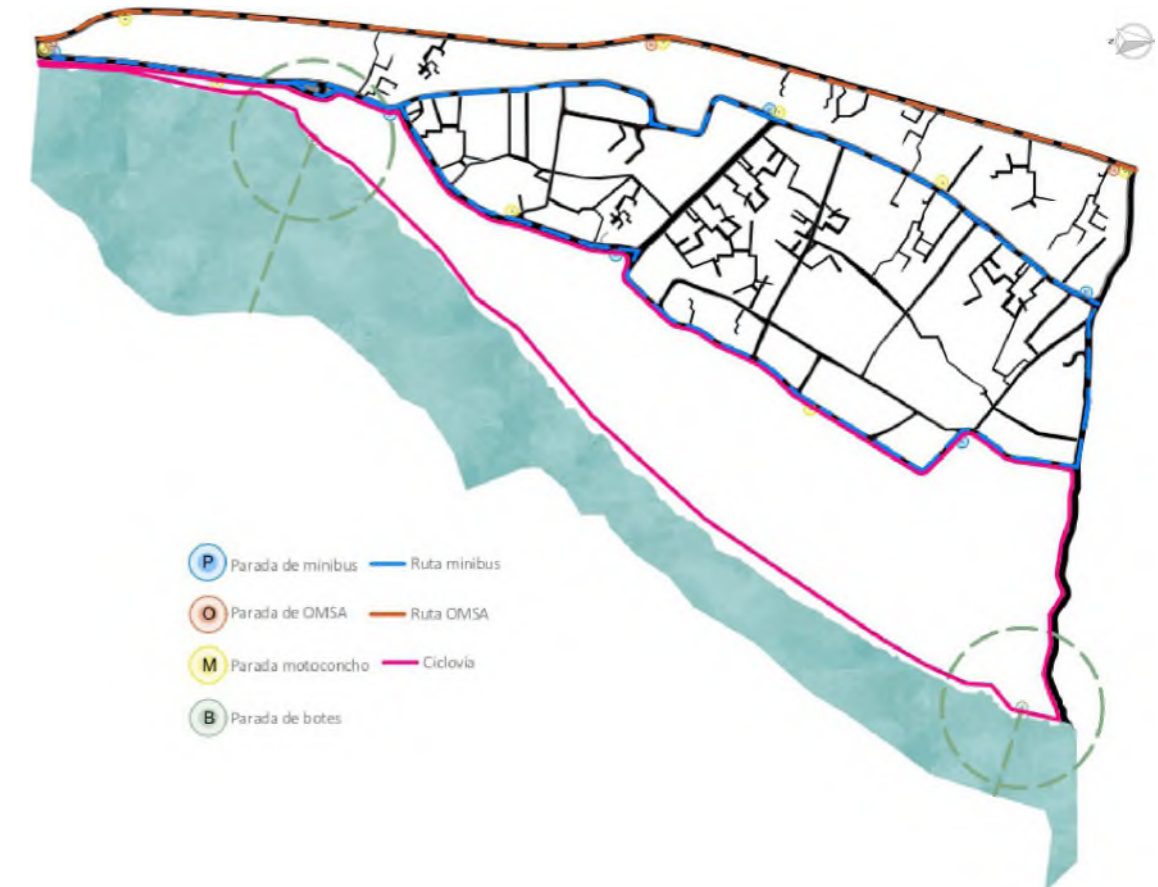 P Parada de minibus Ruta minibus
O Parada de OMSA Ruta OMSA
M Parada motoconcho Ciclovía
B Parada de botes